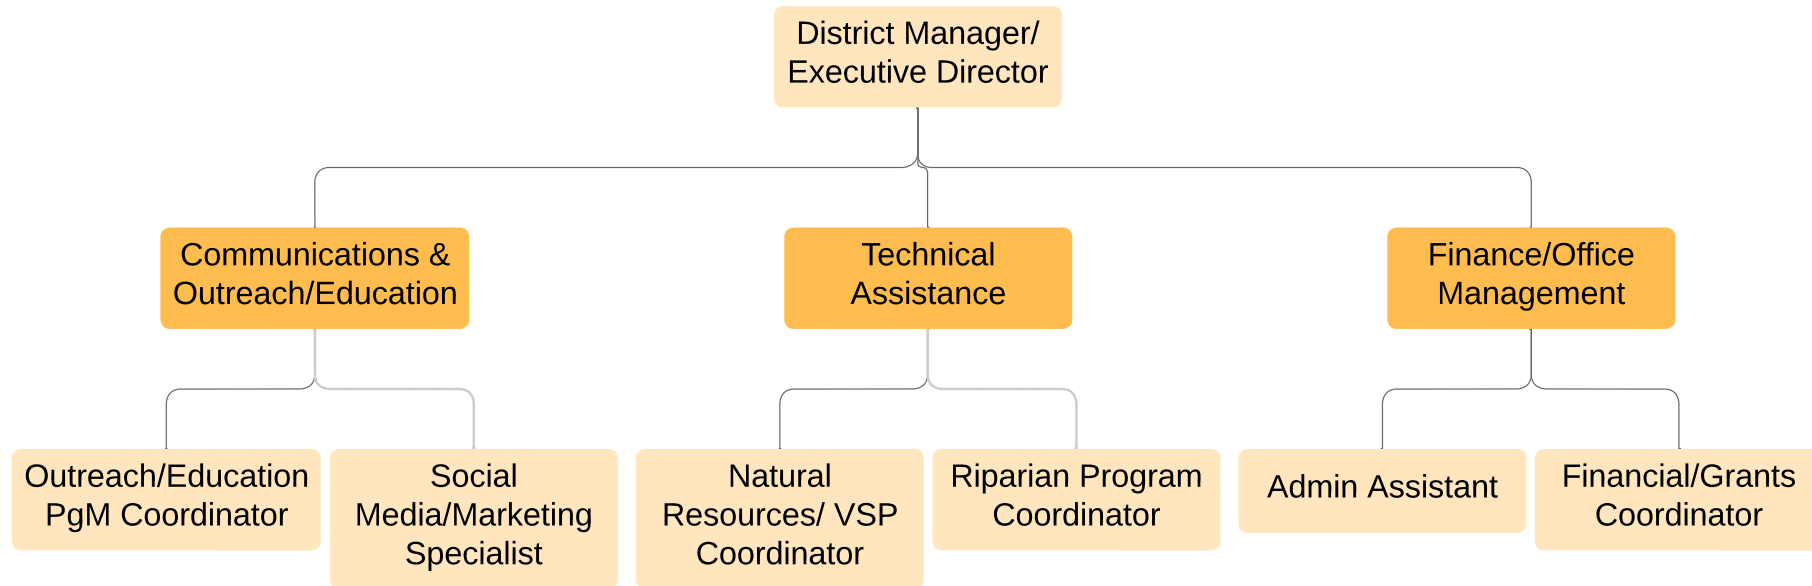 District Manager/
Executive Director
Communications &
Outreach/Education
Technical
Assistance
Finance/Office
Management
Outreach/Education
PgM Coordinator
Social
Media/Marketing
Specialist
Natural
Resources/ VSP
Coordinator
Riparian Program
Coordinator
Admin Assistant
Financial/Grants
Coordinator